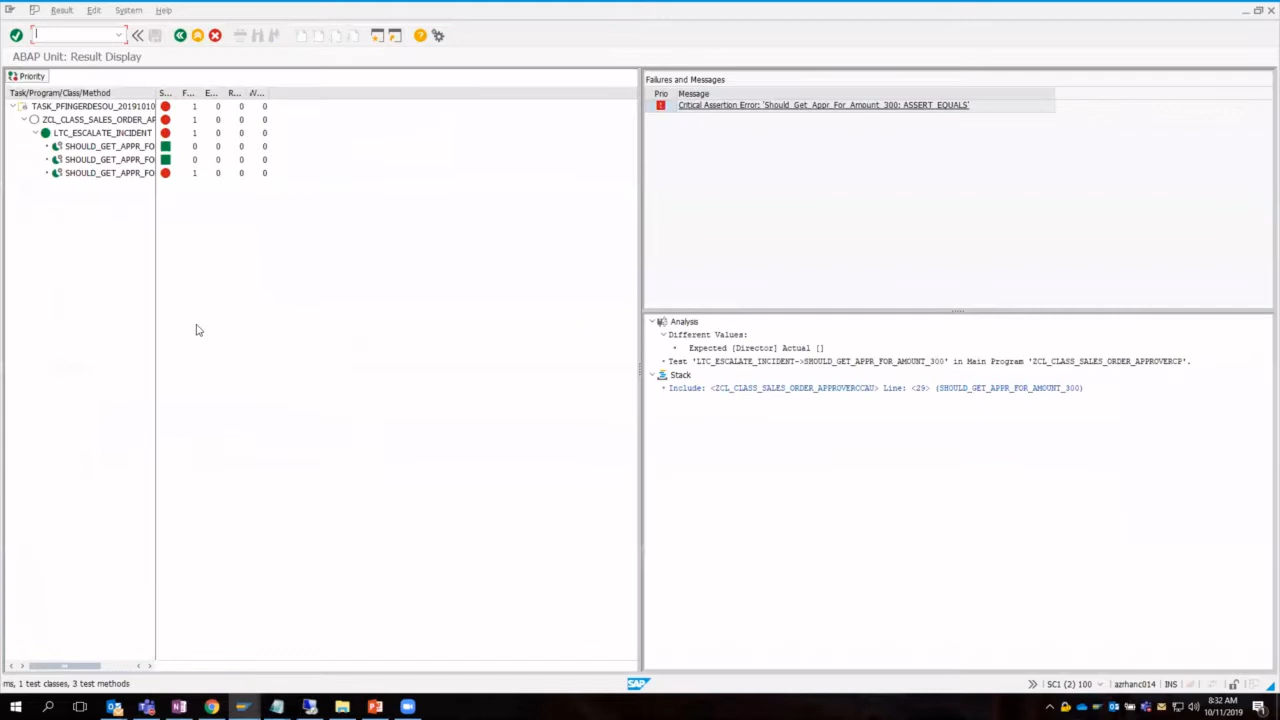 Result Edit System Help
ABAP Unit: Result Display
Priority
Task/Program/Class/Method S... F... E... R... W...
TASK_PFINGERDESOU_20191010 1 0 0 0
ZCL_CLASS_SALES_ORDER_AP 1 0 0 0
LTC_ESCALATE_INCIDENT 1 0 0 0
SHOULD_GET_APPR_FO 0 0 0 0
SHOULD_GET_APPR_FO 0 0 0 0
SHOULD_GET_APPR_FO 1 0 0 0
Failures and Messages
Prio Message
Critical Assertion Error: 'Should_Get_Appr_For_Amount_300: ASSERT_EQUALS'
Analysis
Different Values:
Expected [Director] Actual []
Test 'LTC_ESCALATE_INCIDENT->SHOULD_GET_APPR_FOR_AMOUNT_300' in Main Program 'ZCL_CLASS_SALES_ORDER_APPROVERCP'.
Stack
Include: <ZCL_CLASS_SALES_ORDER_APPROVERCCAU> Line: <29> (SHOULD_GET_APPR_FOR_AMOUNT_300)
ms, 1 test classes, 3 test methods
SAP
SC1 (2) 100 azrhanc014 INS
8:32 AM
10/11/2019